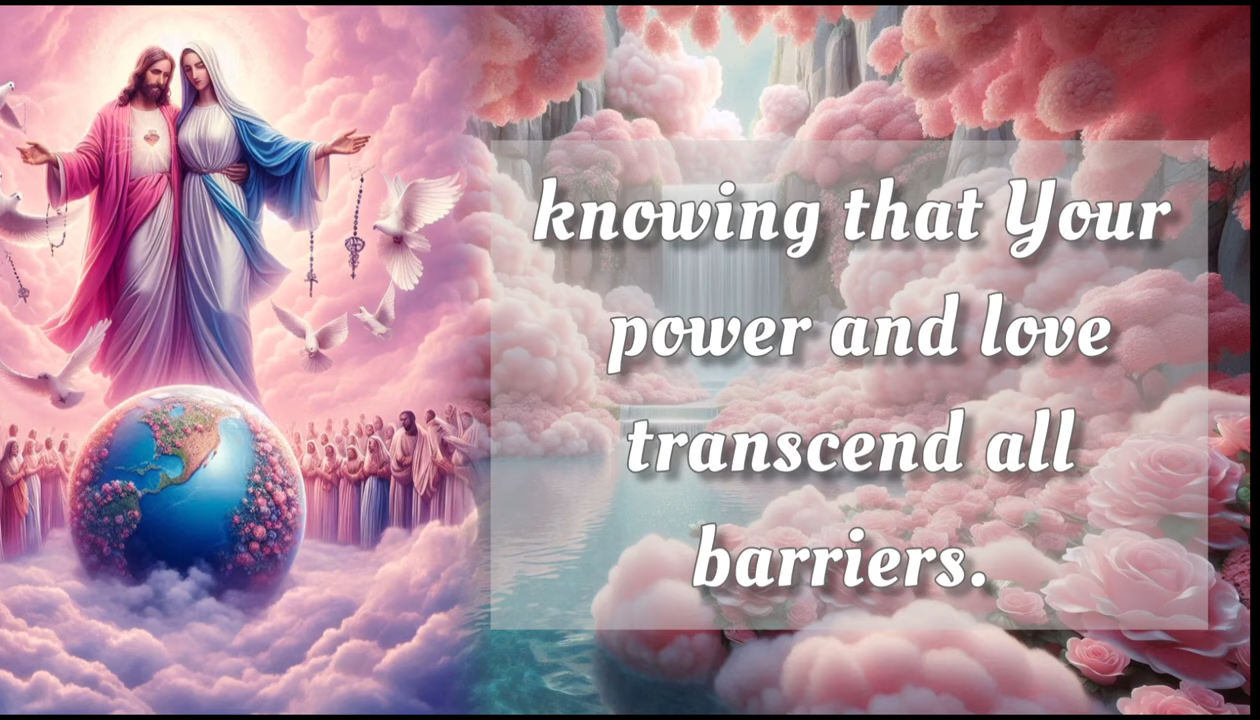 knowing that Your
power and love
transcend all
barriers.